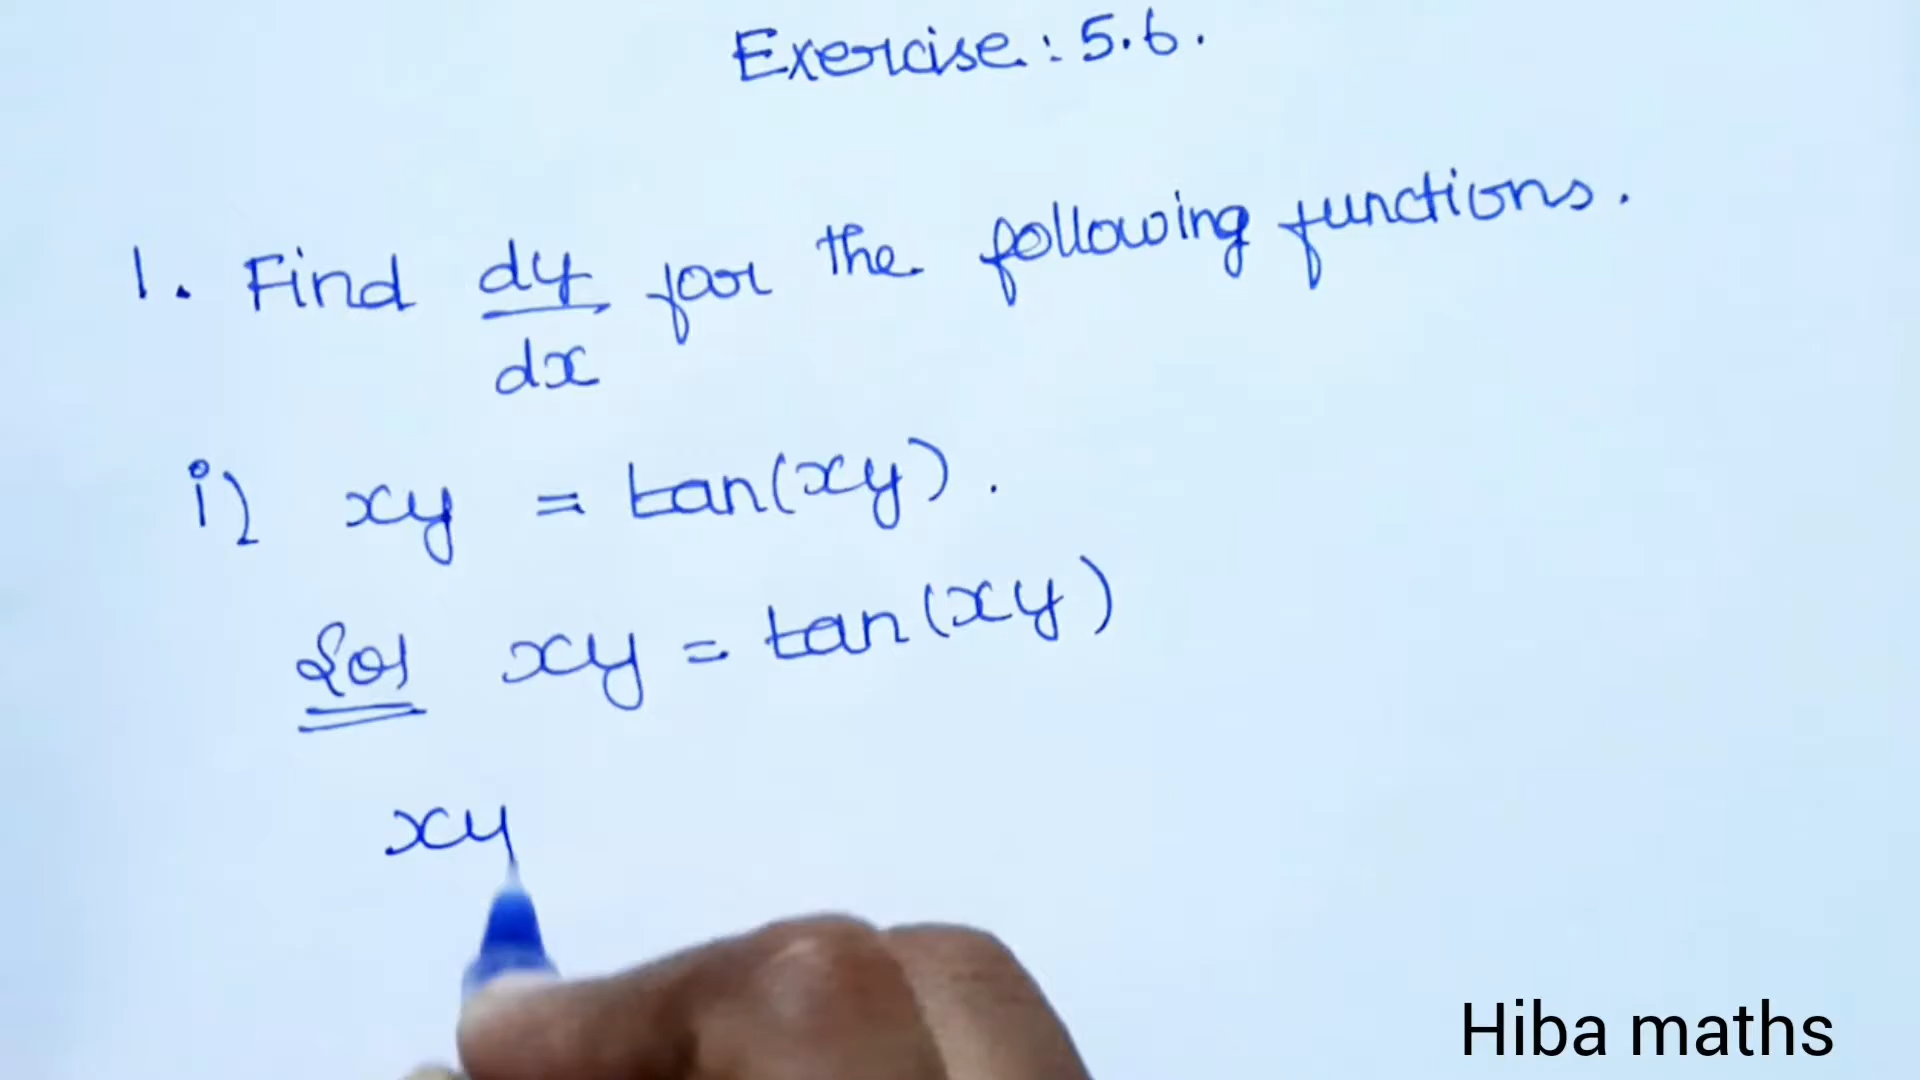 Exercise: 5.6.
1. Find dy/dx for the following functions.
i) xy = tan(xy).
Sol xy = tan(xy)
xy
Hiba maths